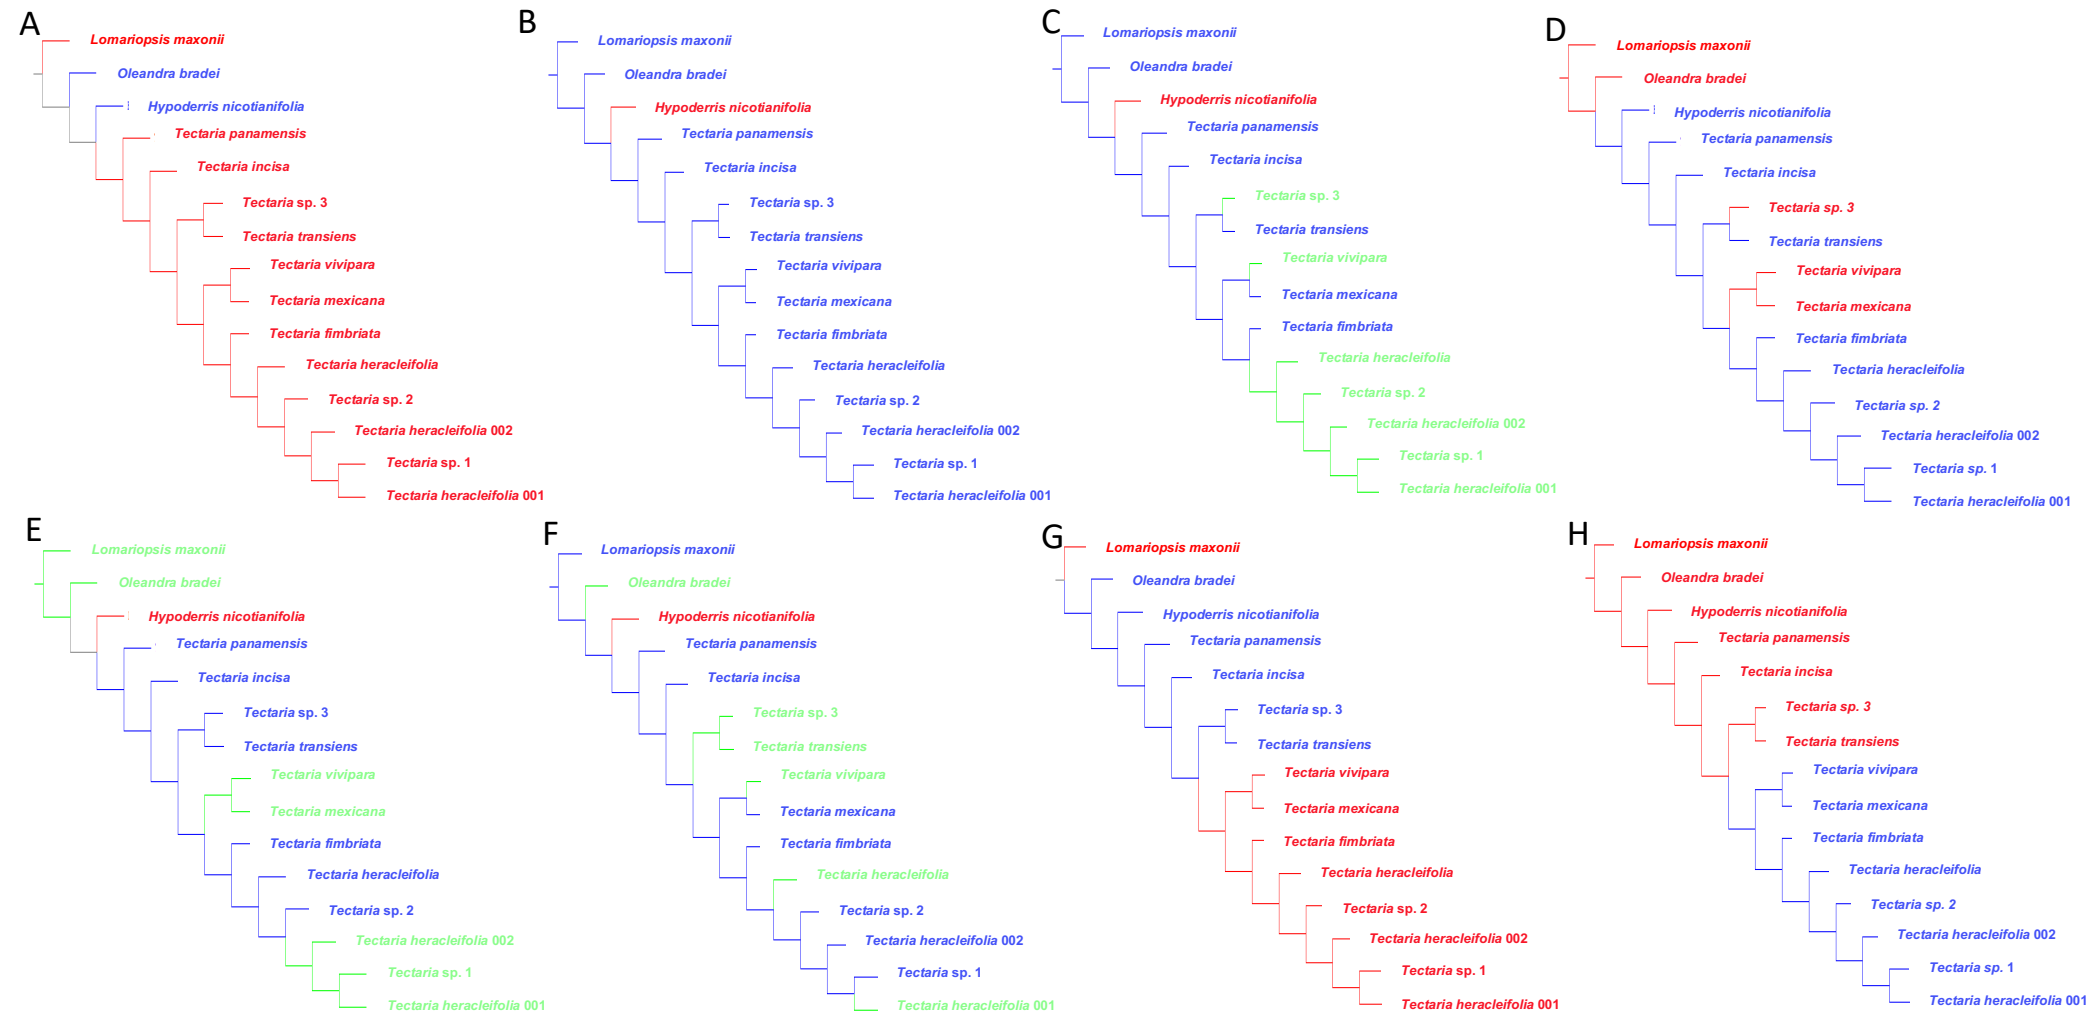 A
Lomariopsis maxonii
Oleandra bradei
Hypoderris nicotianifolia
Tectaria panamensis
Tectaria incisa
Tectaria sp. 3
Tectaria transiens
Tectaria vivipara
Tectaria mexicana
Tectaria fimbriata
Tectaria heracleifolia
Tectaria sp. 2
Tectaria heracleifolia 002
Tectaria sp. 1
Tectaria heracleifolia 001
B
Lomariopsis maxonii
Oleandra bradei
Hypoderris nicotianifolia
Tectaria panamensis
Tectaria incisa
Tectaria sp. 3
Tectaria transiens
Tectaria vivipara
Tectaria mexicana
Tectaria fimbriata
Tectaria heracleifolia
Tectaria sp. 2
Tectaria heracleifolia 002
Tectaria sp. 1
Tectaria heracleifolia 001
C
Lomariopsis maxonii
Oleandra bradei
Hypoderris nicotianifolia
Tectaria panamensis
Tectaria incisa
Tectaria sp. 3
Tectaria transiens
Tectaria vivipara
Tectaria mexicana
Tectaria fimbriata
Tectaria heracleifolia
Tectaria sp. 2
Tectaria heracleifolia 002
Tectaria sp. 1
Tectaria heracleifolia 001
D
Lomariopsis maxonii
Oleandra bradei
Hypoderris nicotianifolia
Tectaria panamensis
Tectaria incisa
Tectaria sp. 3
Tectaria transiens
Tectaria vivipara
Tectaria mexicana
Tectaria fimbriata
Tectaria heracleifolia
Tectaria sp. 2
Tectaria heracleifolia 002
Tectaria sp. 1
Tectaria heracleifolia 001
E
Lomariopsis maxonii
Oleandra bradei
Hypoderris nicotianifolia
Tectaria panamensis
Tectaria incisa
Tectaria sp. 3
Tectaria transiens
Tectaria vivipara
Tectaria mexicana
Tectaria fimbriata
Tectaria heracleifolia
Tectaria sp. 2
Tectaria heracleifolia 002
Tectaria sp. 1
Tectaria heracleifolia 001
F
Lomariopsis maxonii
Oleandra bradei
Hypoderris nicotianifolia
Tectaria panamensis
Tectaria incisa
Tectaria sp. 3
Tectaria transiens
Tectaria vivipara
Tectaria mexicana
Tectaria fimbriata
Tectaria heracleifolia
Tectaria sp. 2
Tectaria heracleifolia 002
Tectaria sp. 1
Tectaria heracleifolia 001
G
Lomariopsis maxonii
Oleandra bradei
Hypoderris nicotianifolia
Tectaria panamensis
Tectaria incisa
Tectaria sp. 3
Tectaria transiens
Tectaria vivipara
Tectaria mexicana
Tectaria fimbriata
Tectaria heracleifolia
Tectaria sp. 2
Tectaria heracleifolia 002
Tectaria sp. 1
Tectaria heracleifolia 001
H
Lomariopsis maxonii
Oleandra bradei
Hypoderris nicotianifolia
Tectaria panamensis
Tectaria incisa
Tectaria sp. 3
Tectaria transiens
Tectaria vivipara
Tectaria mexicana
Tectaria fimbriata
Tectaria heracleifolia
Tectaria sp. 2
Tectaria heracleifolia 002
Tectaria sp. 1
Tectaria heracleifolia 001